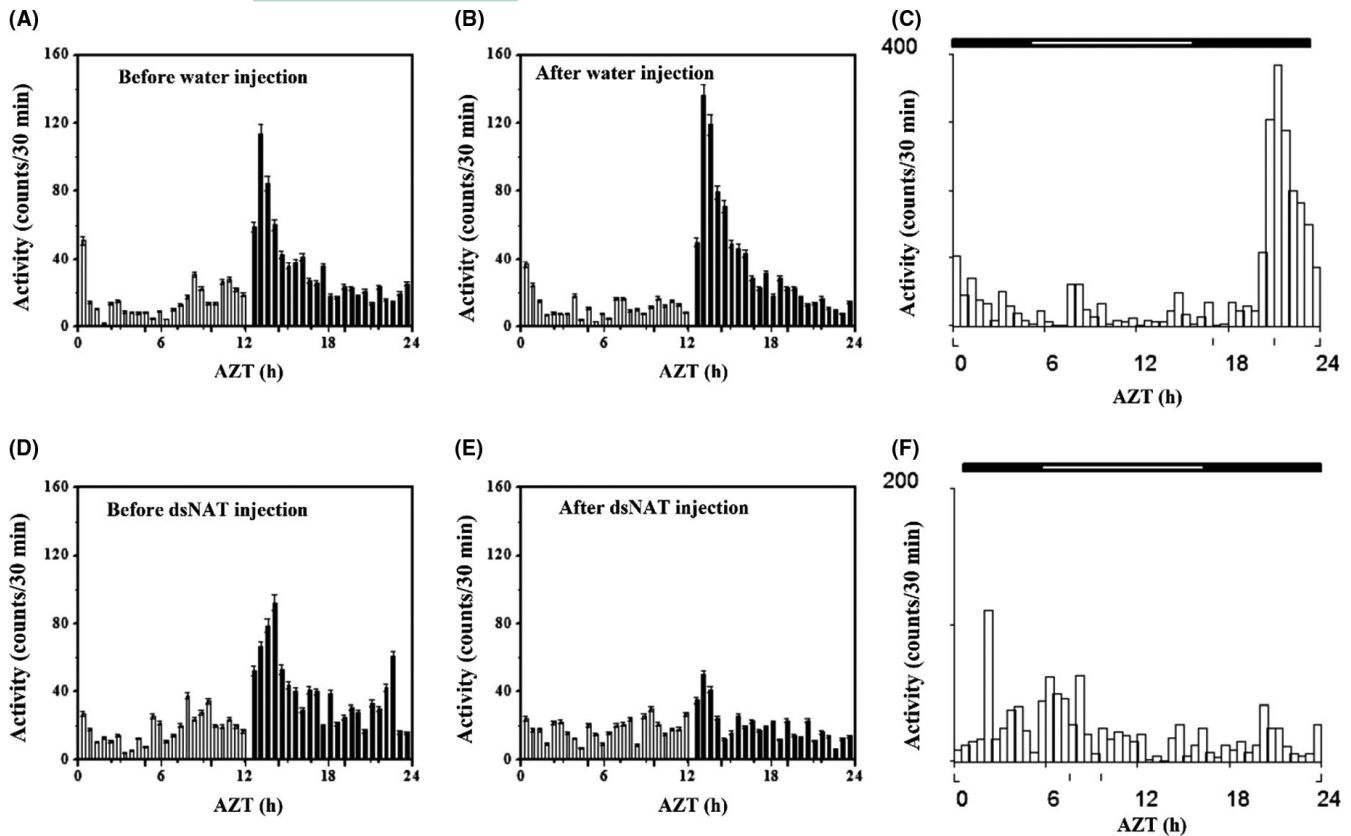 (A)
Before water injection
Activity (counts/30 min)
160
120
80
40
0
0 6 12 18 24
AZT (h)
(B)
After water injection
Activity (counts/30 min)
160
120
80
40
0
0 6 12 18 24
AZT (h)
(C)
400
Activity (counts/30 min)
0 6 12 18 24
AZT (h)
(D)
Before dsNAT injection
Activity (counts/30 min)
160
120
80
40
0
0 6 12 18 24
AZT (h)
(E)
After dsNAT injection
Activity (counts/30 min)
160
120
80
40
0
0 6 12 18 24
AZT (h)
(F)
200
Activity (counts/30 min)
0 6 12 18 24
AZT (h)